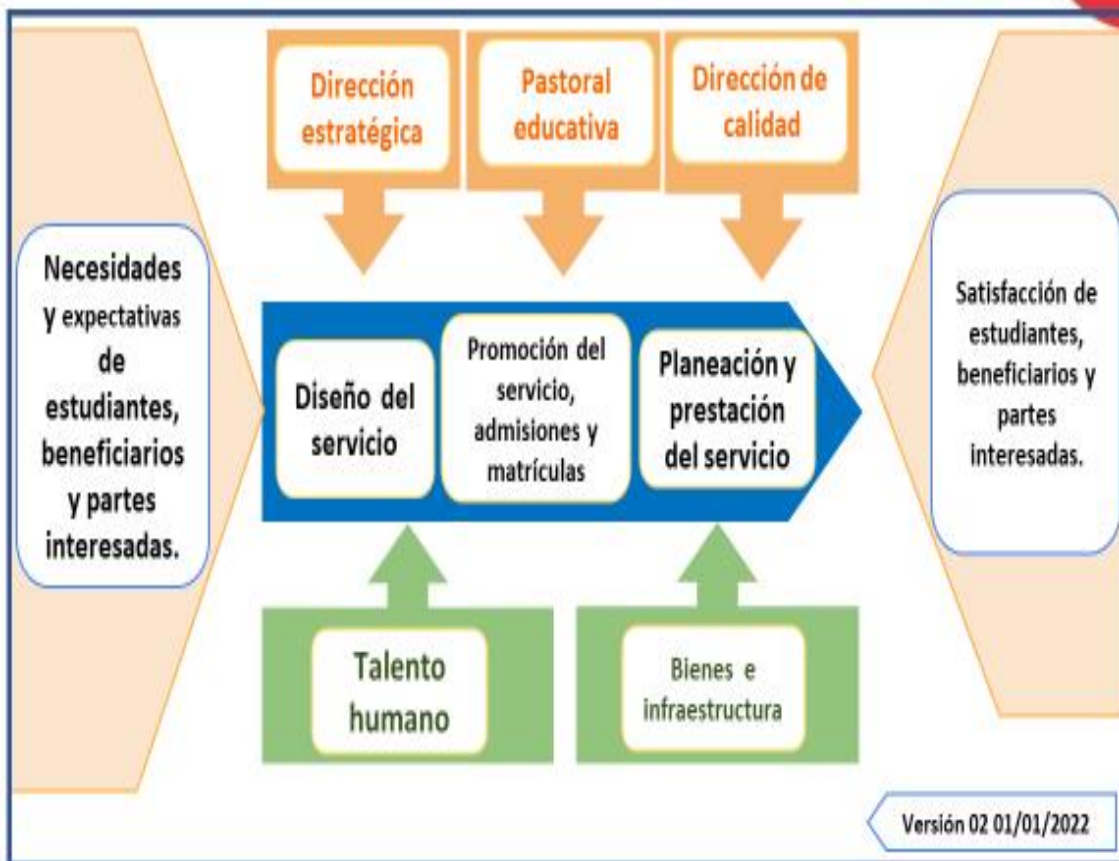 Dirección
estratégica
Pastoral
educativa
Dirección de
calidad
Necesidades
y expectativas
de
estudiantes,
beneficiarios
y partes
interesadas.
Diseño del
servicio
Promoción del
servicio,
admisiones y
matrículas
Planeación y
prestación
del servicio
Satisfacción de
estudiantes,
beneficiarios y
partes
interesadas.
Talento
humano
Bienes e
infraestructura
Versión 02 01/01/2022